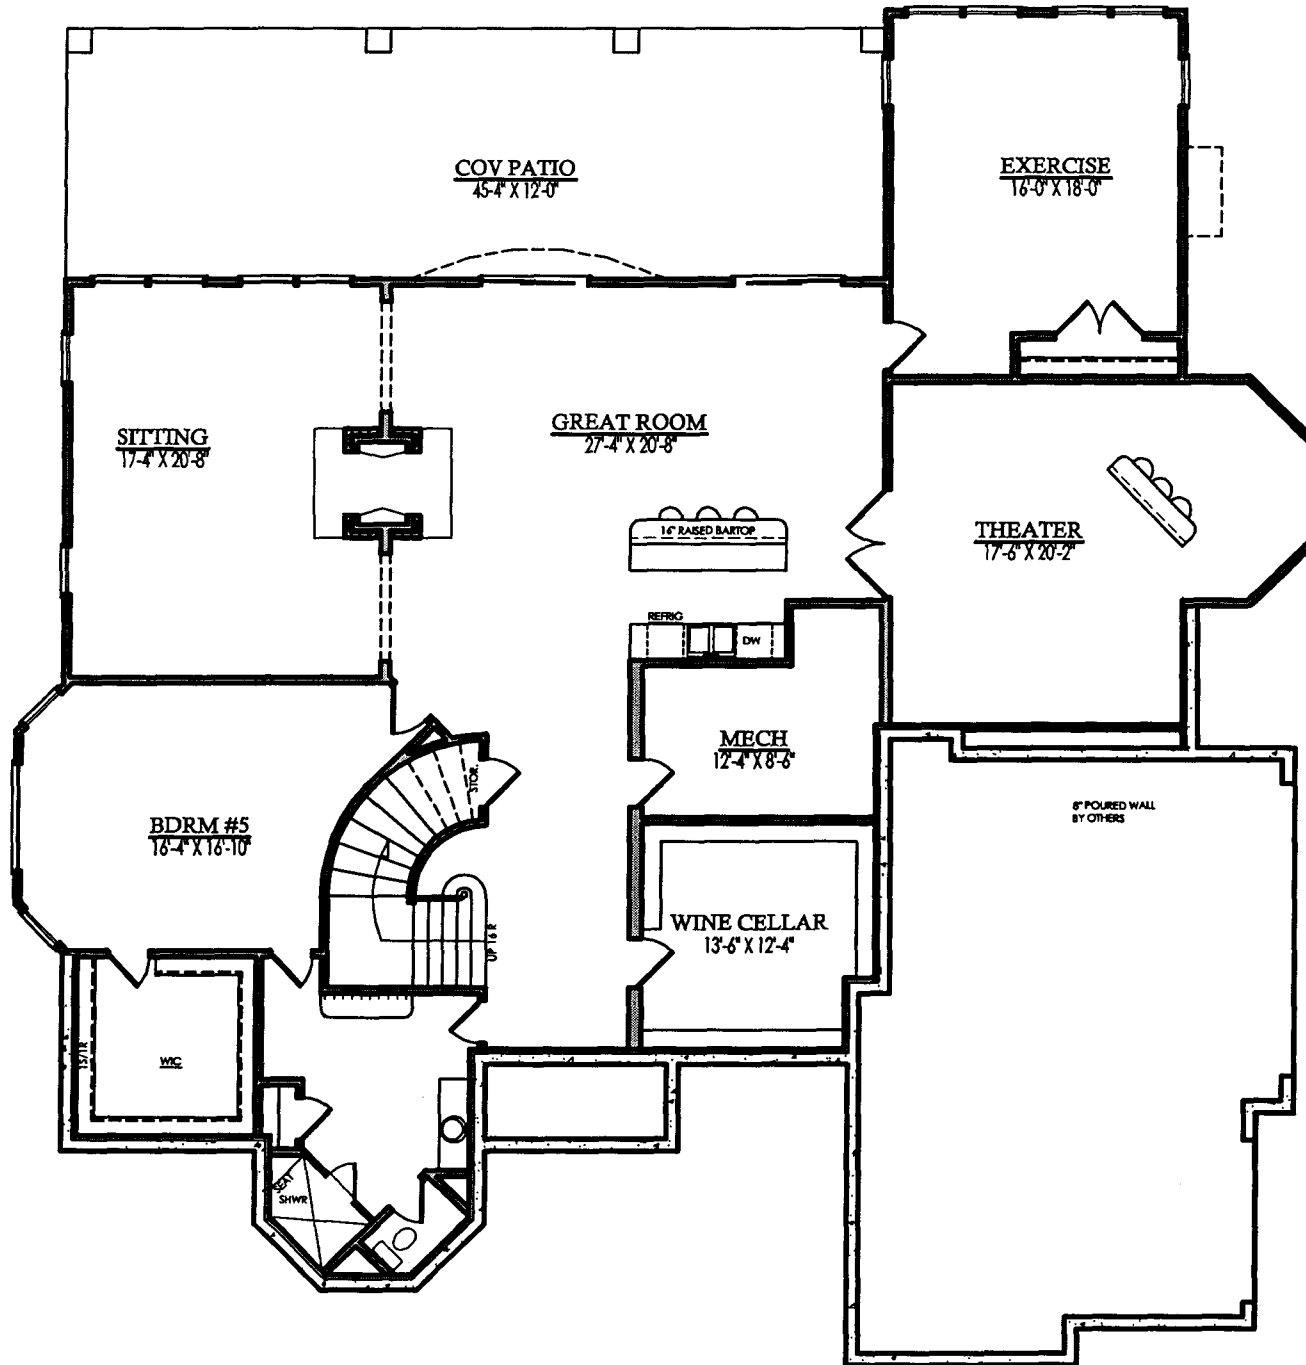 COV PATIO
45'-4" X 12'-0"
EXERCISE
16'-0" X 18'-0"
SITTING
17'-4" X 20'-8"
GREAT ROOM
27'-4" X 20'-8"
16" RAISED BARTOP
THEATER
17'-6" X 20'-2"
REFRIG
DW
MECH
12'-4" X 8'-6"
STOR.
8" POURED WALL
BY OTHERS
BDRM #5
16'-4" X 16'-10"
WINE CELLAR
13'-6" X 12'-4"
UP 16 R
1S/1R
WIC
SEAT
SHWR